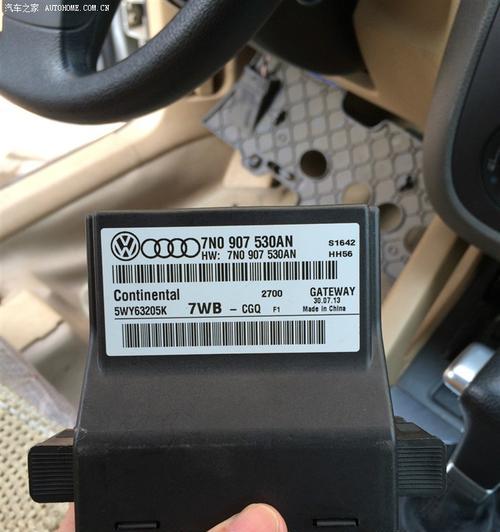 汽车之家 AUTOHOME.COM.CN
7N0 907 530AN
S1642
HW: 7N0 907 530AN
HH56
Continental
2700
GATEWAY
30.07.13
5WY63205K
7WB - CGQ F1
Made in China